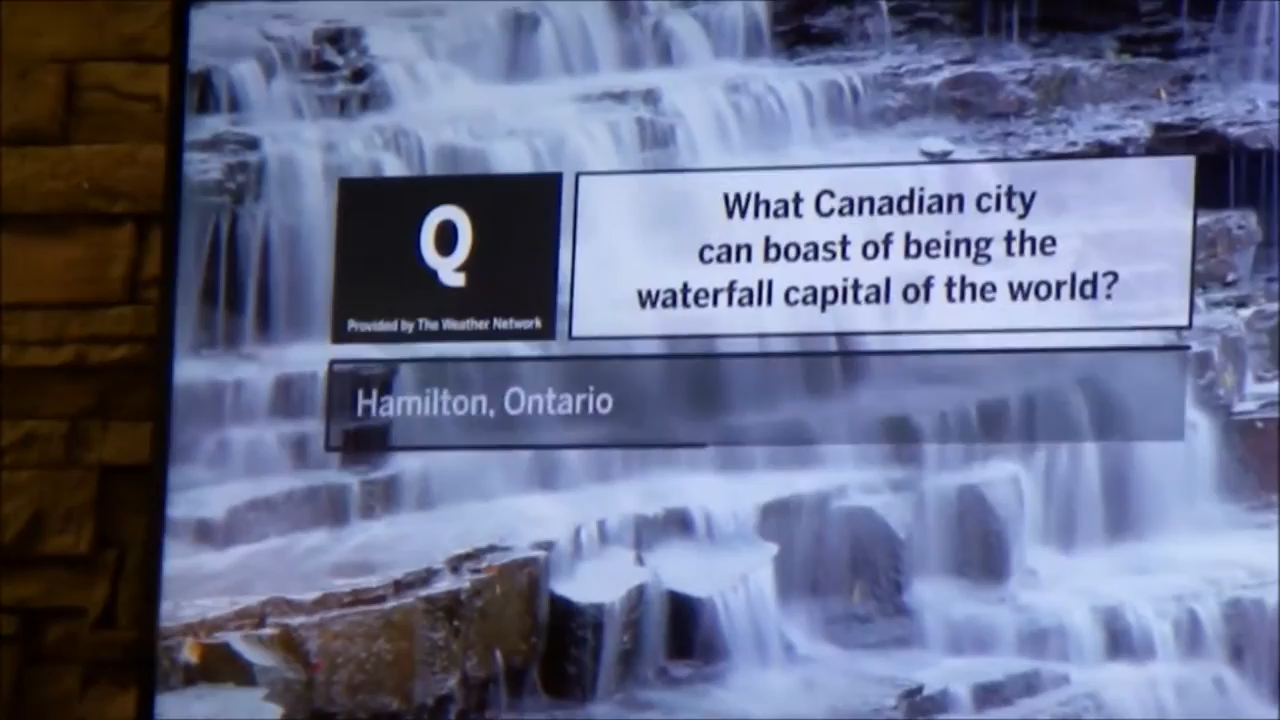 Q
Provided by The Weather Network
What Canadian city
can boast of being the
waterfall capital of the world?
Hamilton, Ontario